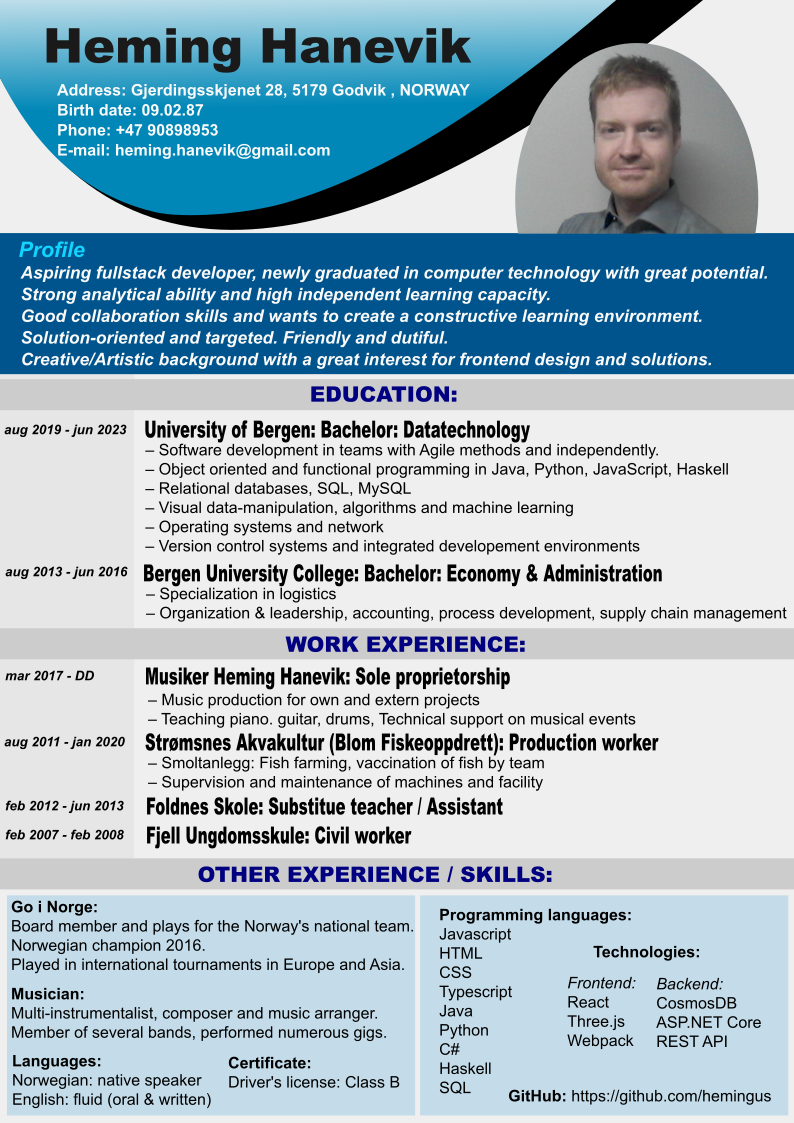 Heming Hanevik
Address: Gjerdingsskjenet 28, 5179 Godvik , NORWAY
Birth date: 09.02.87
Phone: +47 90898953
E-mail: heming.hanevik@gmail.com
Profile
Aspiring fullstack developer, newly graduated in computer technology with great potential.
Strong analytical ability and high independent learning capacity.
Good collaboration skills and wants to create a constructive learning environment.
Solution-oriented and targeted. Friendly and dutiful.
Creative/Artistic background with a great interest for frontend design and solutions.
EDUCATION:
aug 2019 - jun 2023
University of Bergen: Bachelor: Datatechnology
– Software development in teams with Agile methods and independently.
– Object oriented and functional programming in Java, Python, JavaScript, Haskell
– Relational databases, SQL, MySQL
– Visual data-manipulation, algorithms and machine learning
– Operating systems and network
– Version control systems and integrated developement environments
aug 2013 - jun 2016
Bergen University College: Bachelor: Economy & Administration
– Specialization in logistics
– Organization & leadership, accounting, process development, supply chain management
WORK EXPERIENCE:
mar 2017 - DD
Musiker Heming Hanevik: Sole proprietorship
– Music production for own and extern projects
– Teaching piano. guitar, drums, Technical support on musical events
aug 2011 - jan 2020
Strømsnes Akvakultur (Blom Fiskeoppdrett): Production worker
– Smoltanlegg: Fish farming, vaccination of fish by team
– Supervision and maintenance of machines and facility
feb 2012 - jun 2013
Foldnes Skole: Substitue teacher / Assistant
feb 2007 - feb 2008
Fjell Ungdomsskule: Civil worker
OTHER EXPERIENCE / SKILLS:
Go i Norge:
Board member and plays for the Norway's national team.
Norwegian champion 2016.
Played in international tournaments in Europe and Asia.
Musician:
Multi-instrumentalist, composer and music arranger.
Member of several bands, performed numerous gigs.
Languages:
Norwegian: native speaker
English: fluid (oral & written)
Certificate:
Driver's license: Class B
Programming languages:
Javascript
HTML
CSS
Typescript
Java
Python
C#
Haskell
SQL
Technologies:
Frontend:
React
Three.js
Webpack
Backend:
CosmosDB
ASP.NET Core
REST API
GitHub: https://github.com/hemingus